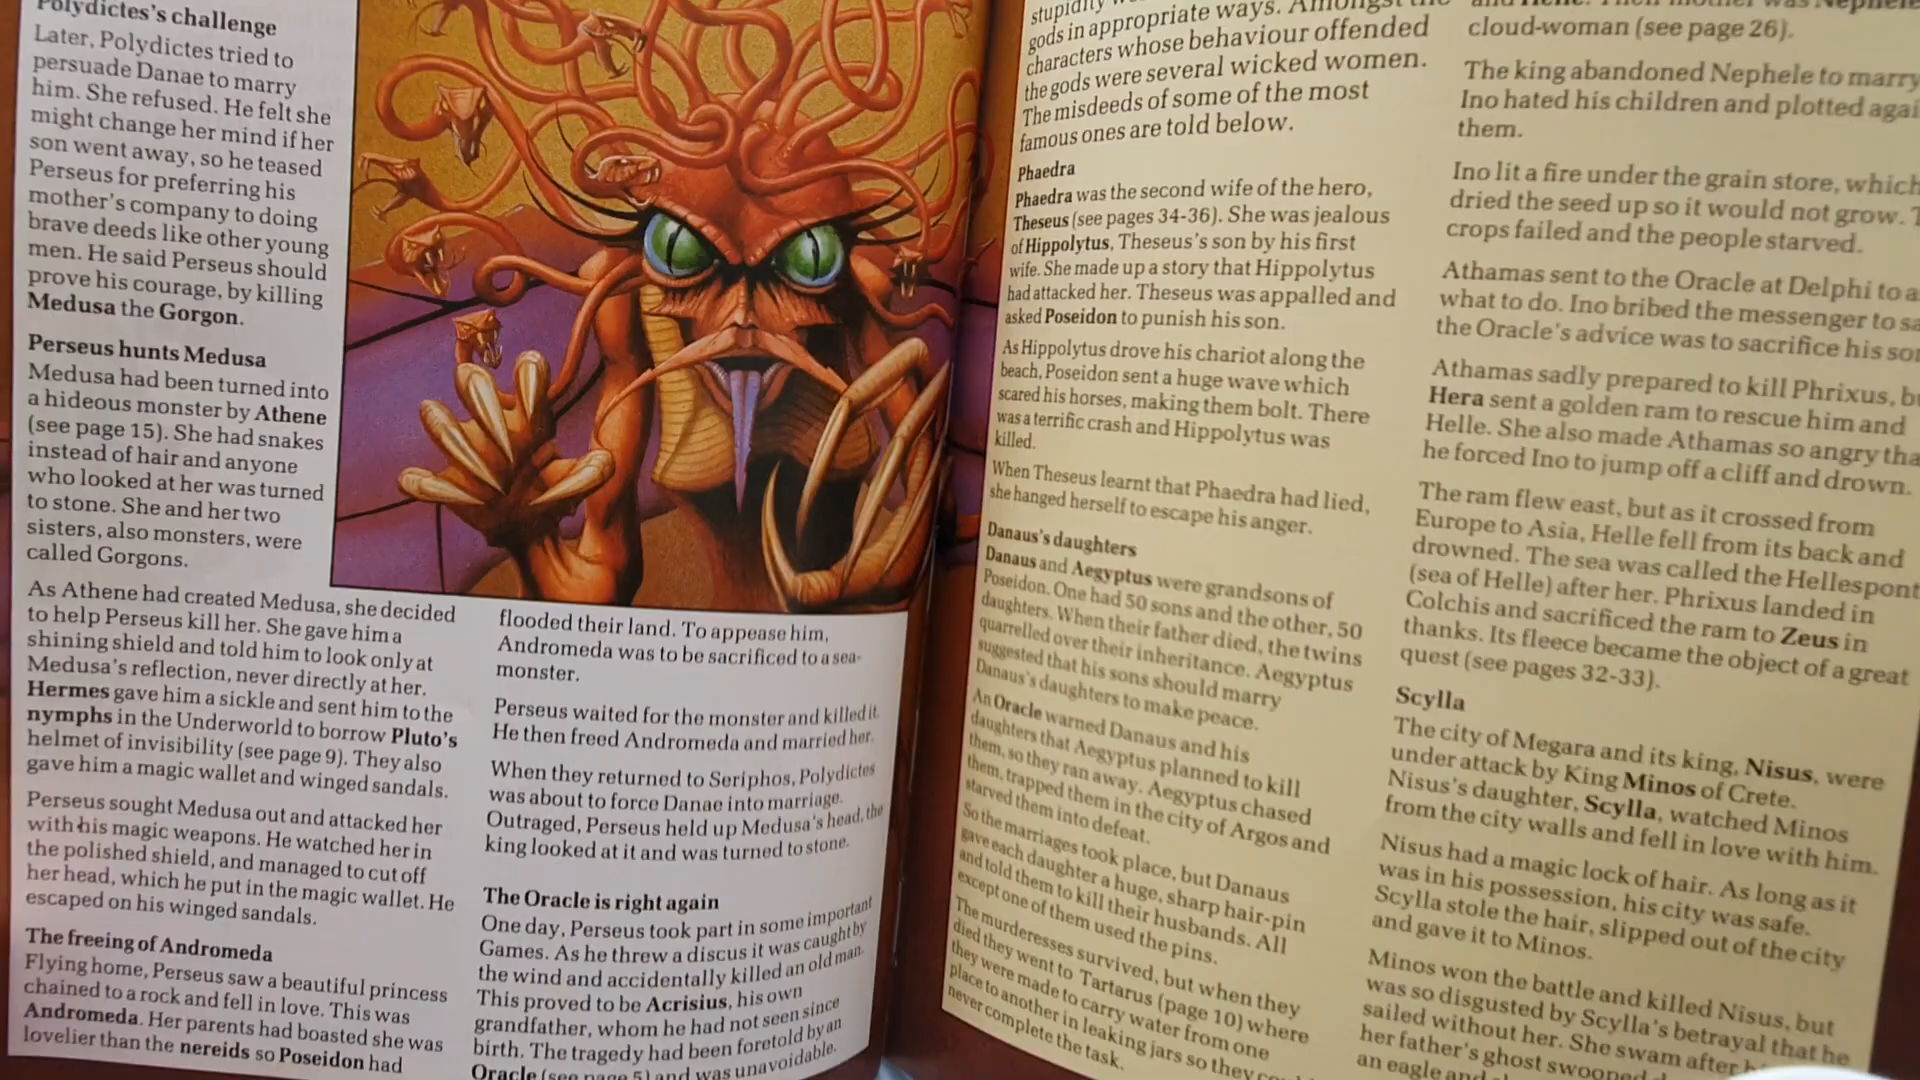 Polydictes's challenge
Later, Polydictes tried to
persuade Danae to marry
him. She refused. He felt she
might change her mind if her
son went away, so he teased
Perseus for preferring his
mother's company to doing
brave deeds like other young
men. He said Perseus should
prove his courage, by killing
Medusa the Gorgon.
Perseus hunts Medusa
Medusa had been turned into
a hideous monster by Athene
(see page 15). She had snakes
instead of hair and anyone
who looked at her was turned
to stone. She and her two
sisters, also monsters, were
called Gorgons.
As Athene had created Medusa, she decided
to help Perseus kill her. She gave him a
shining shield and told him to look only at
Medusa's reflection, never directly at her.
Hermes gave him a sickle and sent him to the
nymphs in the Underworld to borrow Pluto's
helmet of invisibility (see page 9). They also
gave him a magic wallet and winged sandals.
Perseus sought Medusa out and attacked her
with his magic weapons. He watched her in
the polished shield, and managed to cut off
her head, which he put in the magic wallet. He
escaped on his winged sandals.
The freeing of Andromeda
Flying home, Perseus saw a beautiful princess
chained to a rock and fell in love. This was
Andromeda. Her parents had boasted she was
lovelier than the nereids so Poseidon had
flooded their land. To appease him,
Andromeda was to be sacrificed to a sea-
monster.
Perseus waited for the monster and killed it.
He then freed Andromeda and married her.
When they returned to Seriphos, Polydictes
was about to force Danae into marriage.
Outraged, Perseus held up Medusa's head, the
king looked at it and was turned to stone.
The Oracle is right again
One day, Perseus took part in some important
Games. As he threw a discus it was caught by
the wind and accidentally killed an old man.
This proved to be Acrisius, his own
grandfather, whom he had not seen since
birth. The tragedy had been foretold by an
Oracle (see page 5) and was unavoidable.
stupidity
gods in appropriate ways. Amongst the
characters whose behaviour offended
the gods were several wicked women.
The misdeeds of some of the most
famous ones are told below.
Phaedra
Phaedra was the second wife of the hero,
Theseus (see pages 34-36). She was jealous
of Hippolytus, Theseus's son by his first
wife. She made up a story that Hippolytus
had attacked her. Theseus was appalled and
asked Poseidon to punish his son.
As Hippolytus drove his chariot along the
beach, Poseidon sent a huge wave which
scared his horses, making them bolt. There
was a terrific crash and Hippolytus was
killed.
When Theseus learnt that Phaedra had lied,
she hanged herself to escape his anger.
Danaus's daughters
Danaus and Aegyptus were grandsons of
Poseidon. One had 50 sons and the other, 50
daughters. When their father died, the twins
quarrelled over their inheritance. Aegyptus
suggested that his sons should marry
Danaus's daughters to make peace.
An Oracle warned Danaus and his
daughters that Aegyptus planned to kill
them, so they ran away. Aegyptus chased
them, trapped them in the city of Argos and
starved them into defeat.
So the marriages took place, but Danaus
gave each daughter a huge, sharp hair-pin
and told them to kill their husbands. All
except one of them used the pins.
The murderesses survived, but when they
died they went to Tartarus (page 10) where
they were made to carry water from one
place to another in leaking jars so they
never complete the task.
cloud-woman (see page 26).
The king abandoned Nephele to marry
Ino hated his children and plotted
them.
Ino lit a fire under the grain store, which
dried the seed up so it would not grow.
crops failed and the people starved.
Athamas sent to the Oracle at Delphi to
what to do. Ino bribed the messenger to
the Oracle's advice was to sacrifice his
Athamas sadly prepared to kill Phrixus,
Hera sent a golden ram to rescue him and
Helle. She also made Athamas so angry
he forced Ino to jump off a cliff and drown.
The ram flew east, but as it crossed from
Europe to Asia, Helle fell from its back and
drowned. The sea was called the Hellespont
(sea of Helle) after her. Phrixus landed in
Colchis and sacrificed the ram to Zeus in
thanks. Its fleece became the object of a great
quest (see pages 32-33).
Scylla
The city of Megara and its king, Nisus, were
under attack by King Minos of Crete.
Nisus's daughter, Scylla, watched Minos
from the city walls and fell in love with him.
Nisus had a magic lock of hair. As long as it
was in his possession, his city was safe.
Scylla stole the hair, slipped out of the city
and gave it to Minos.
Minos won the battle and killed Nisus, but
was so disgusted by Scylla's betrayal that he
sailed without her. She swam after
her father's ghost swooped
an eagle and